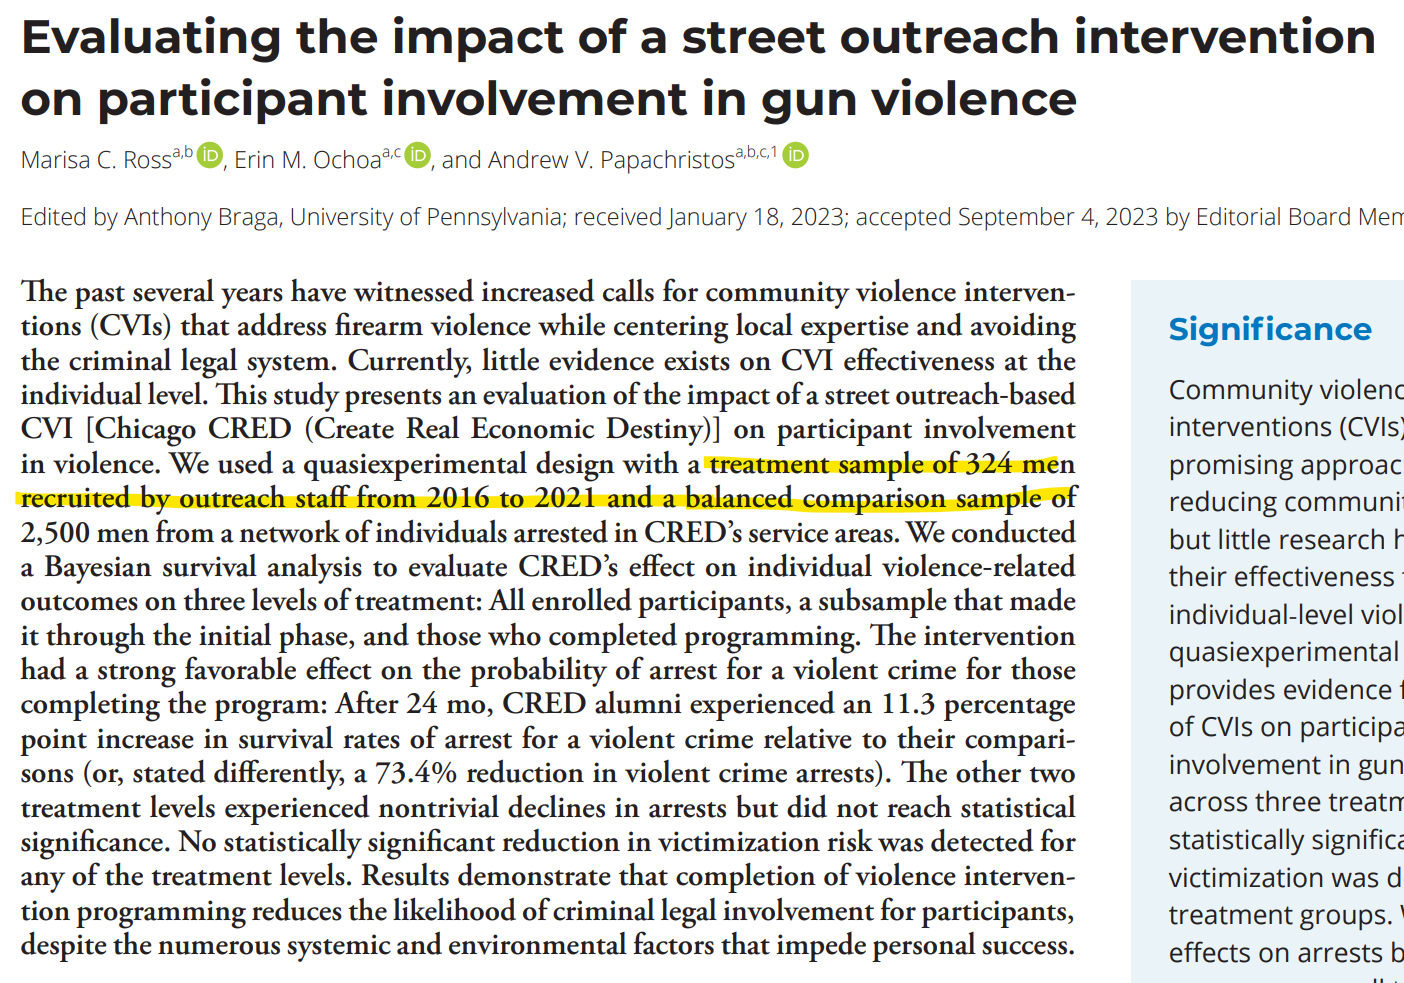 Evaluating the impact of a street outreach intervention
on participant involvement in gun violence
Marisa C. Rossa,b iD, Erin M. Ochoaa,c iD, and Andrew V. Papachristosa,b,c,1 iD
Edited by Anthony Braga, University of Pennsylvania; received January 18, 2023; accepted September 4, 2023 by Editorial Board Mem
The past several years have witnessed increased calls for community violence interven-
tions (CVIs) that address firearm violence while centering local expertise and avoiding
the criminal legal system. Currently, little evidence exists on CVI effectiveness at the
individual level. This study presents an evaluation of the impact of a street outreach-based
CVI [Chicago CRED (Create Real Economic Destiny)] on participant involvement
in violence. We used a quasiexperimental design with a treatment sample of 324 men
recruited by outreach staff from 2016 to 2021 and a balanced comparison sample of
2,500 men from a network of individuals arrested in CRED's service areas. We conducted
a Bayesian survival analysis to evaluate CRED's effect on individual violence-related
outcomes on three levels of treatment: All enrolled participants, a subsample that made
it through the initial phase, and those who completed programming. The intervention
had a strong favorable effect on the probability of arrest for a violent crime for those
completing the program: After 24 mo, CRED alumni experienced an 11.3 percentage
point increase in survival rates of arrest for a violent crime relative to their compari-
sons (or, stated differently, a 73.4% reduction in violent crime arrests). The other two
treatment levels experienced nontrivial declines in arrests but did not reach statistical
significance. No statistically significant reduction in victimization risk was detected for
any of the treatment levels. Results demonstrate that completion of violence interven-
tion programming reduces the likelihood of criminal legal involvement for participants,
despite the numerous systemic and environmental factors that impede personal success.
Significance
Community violenc
interventions (CVIs)
promising approac
reducing communit
but little research h
their effectiveness
individual-level viol
quasiexperimental
provides evidence f
of CVIs on participa
involvement in gun
across three treatm
statistically significa
victimization was d
treatment groups. W
effects on arrests b